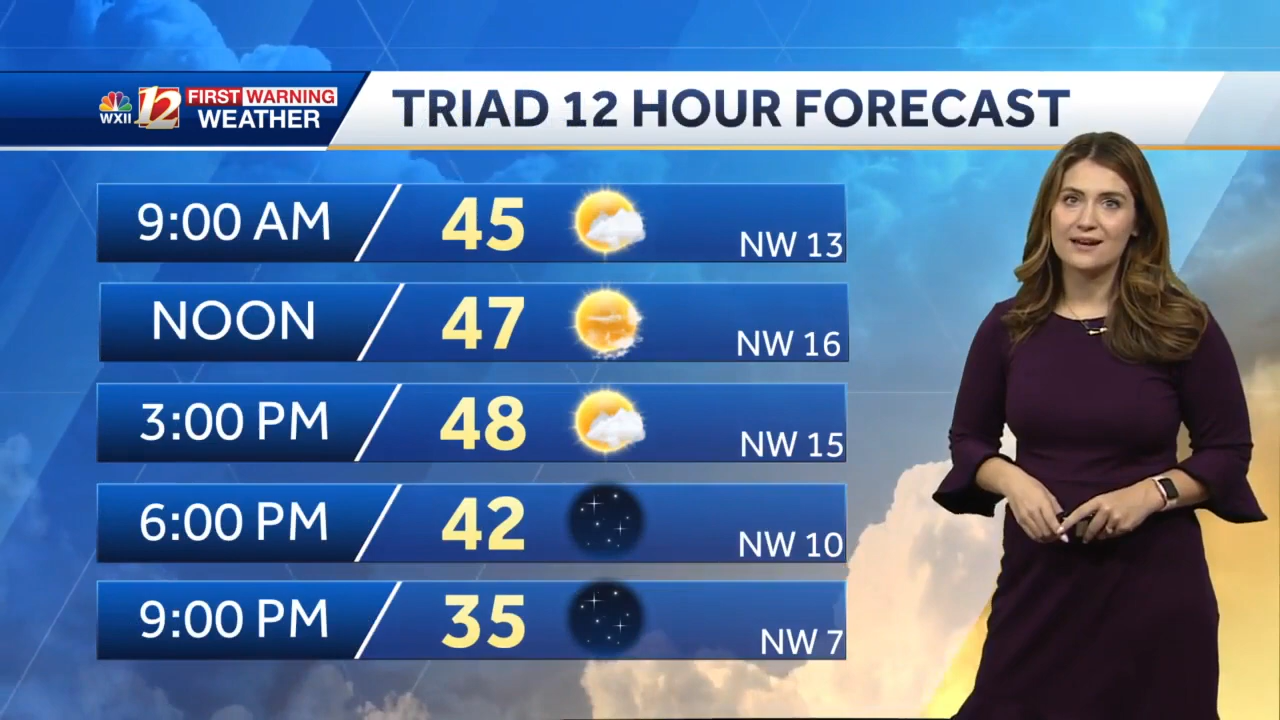 WXII 12 FIRST WARNING
WEATHER
TRIAD 12 HOUR FORECAST
9:00 AM 45 NW 13
NOON 47 NW 16
3:00 PM 48 NW 15
6:00 PM 42 NW 10
9:00 PM 35 NW 7